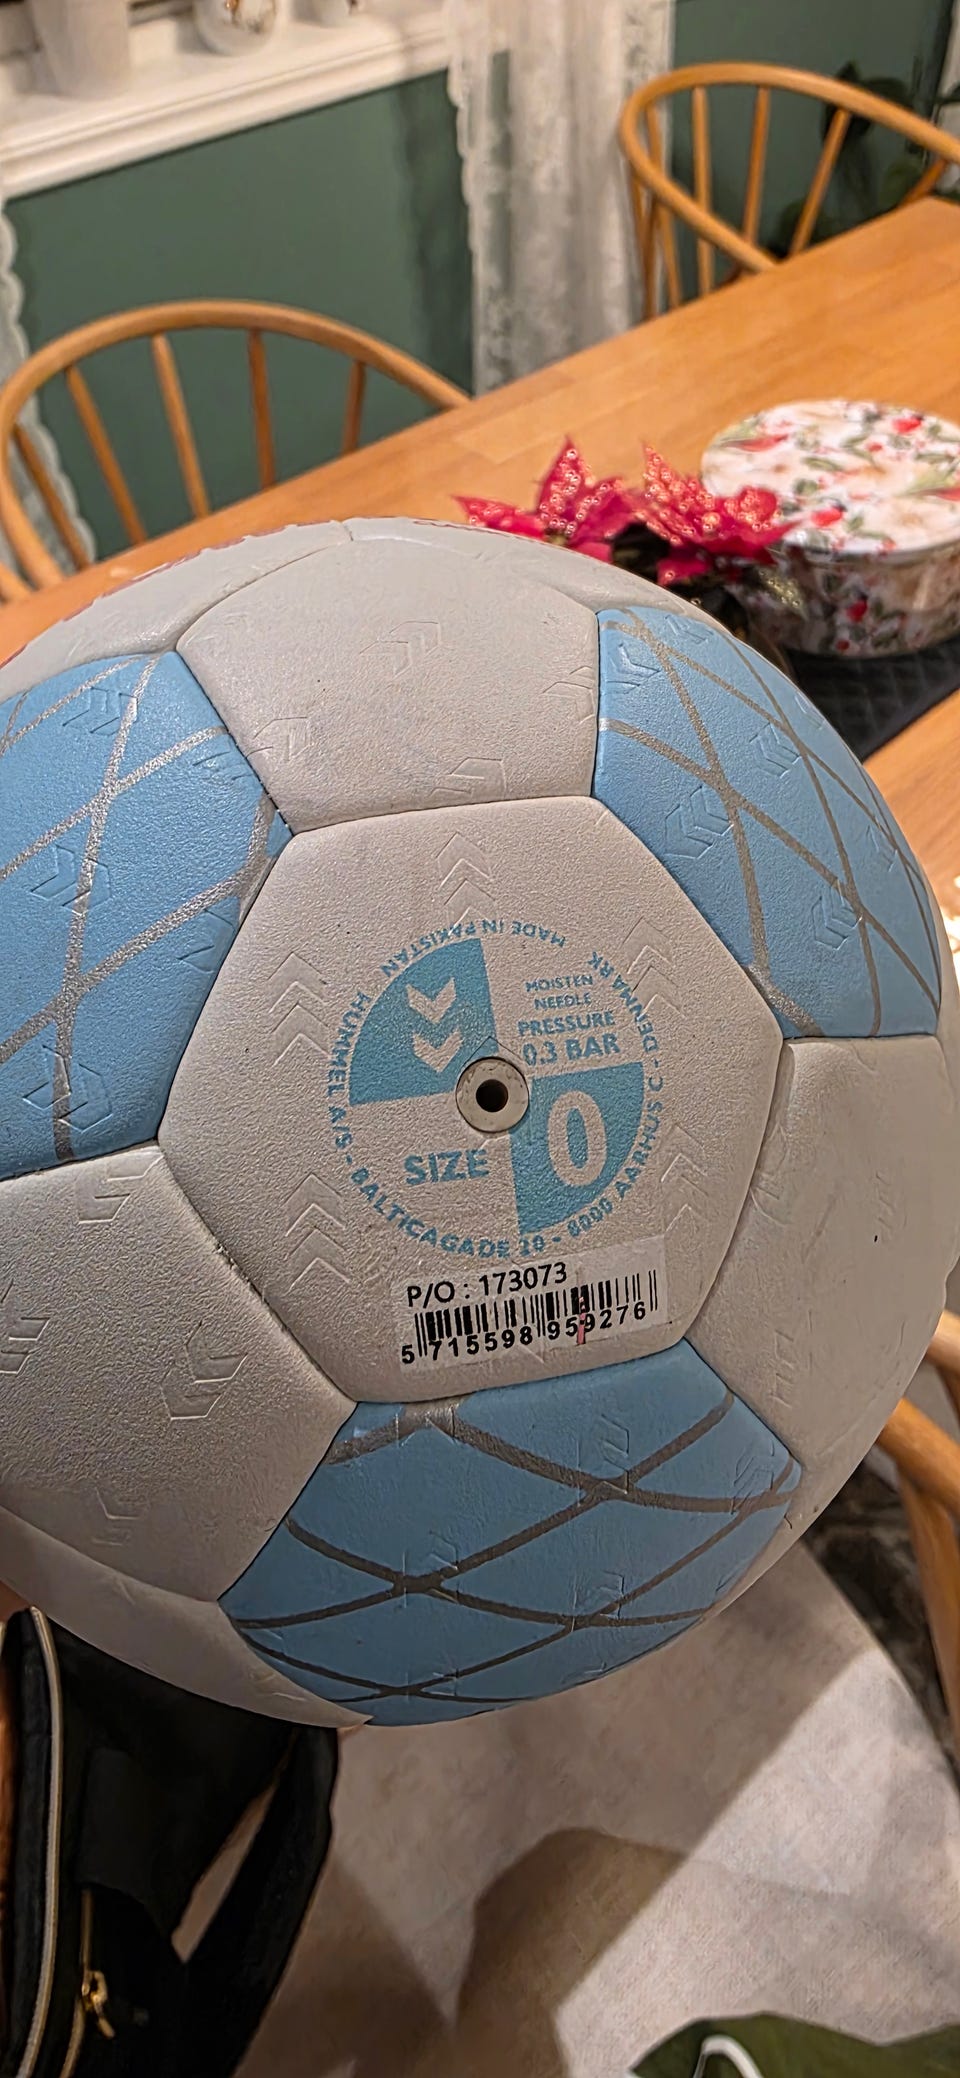 MADE IN PAKISTAN
HUMMEL A/S - BALTICAGADE 20 - 8000 AARHUS C - DENMARK
MOISTEN
NEEDLE
PRESSURE
0.3 BAR
SIZE 0
P/O : 173073
5 715598 959276